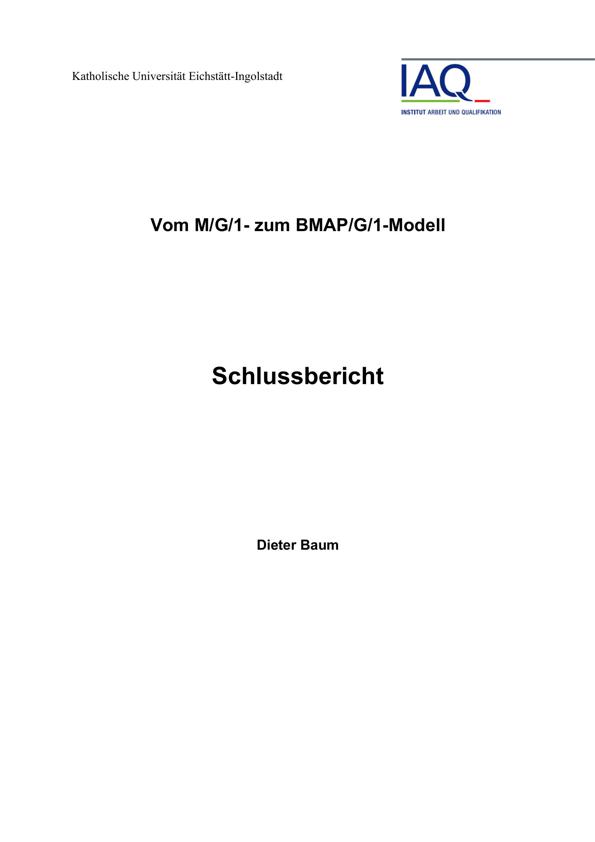 Katholische Universität Eichstätt-Ingolstadt
IAQ
INSTITUT ARBEIT UND QUALIFIKATION
Vom M/G/1- zum BMAP/G/1-Modell
Schlussbericht
Dieter Baum